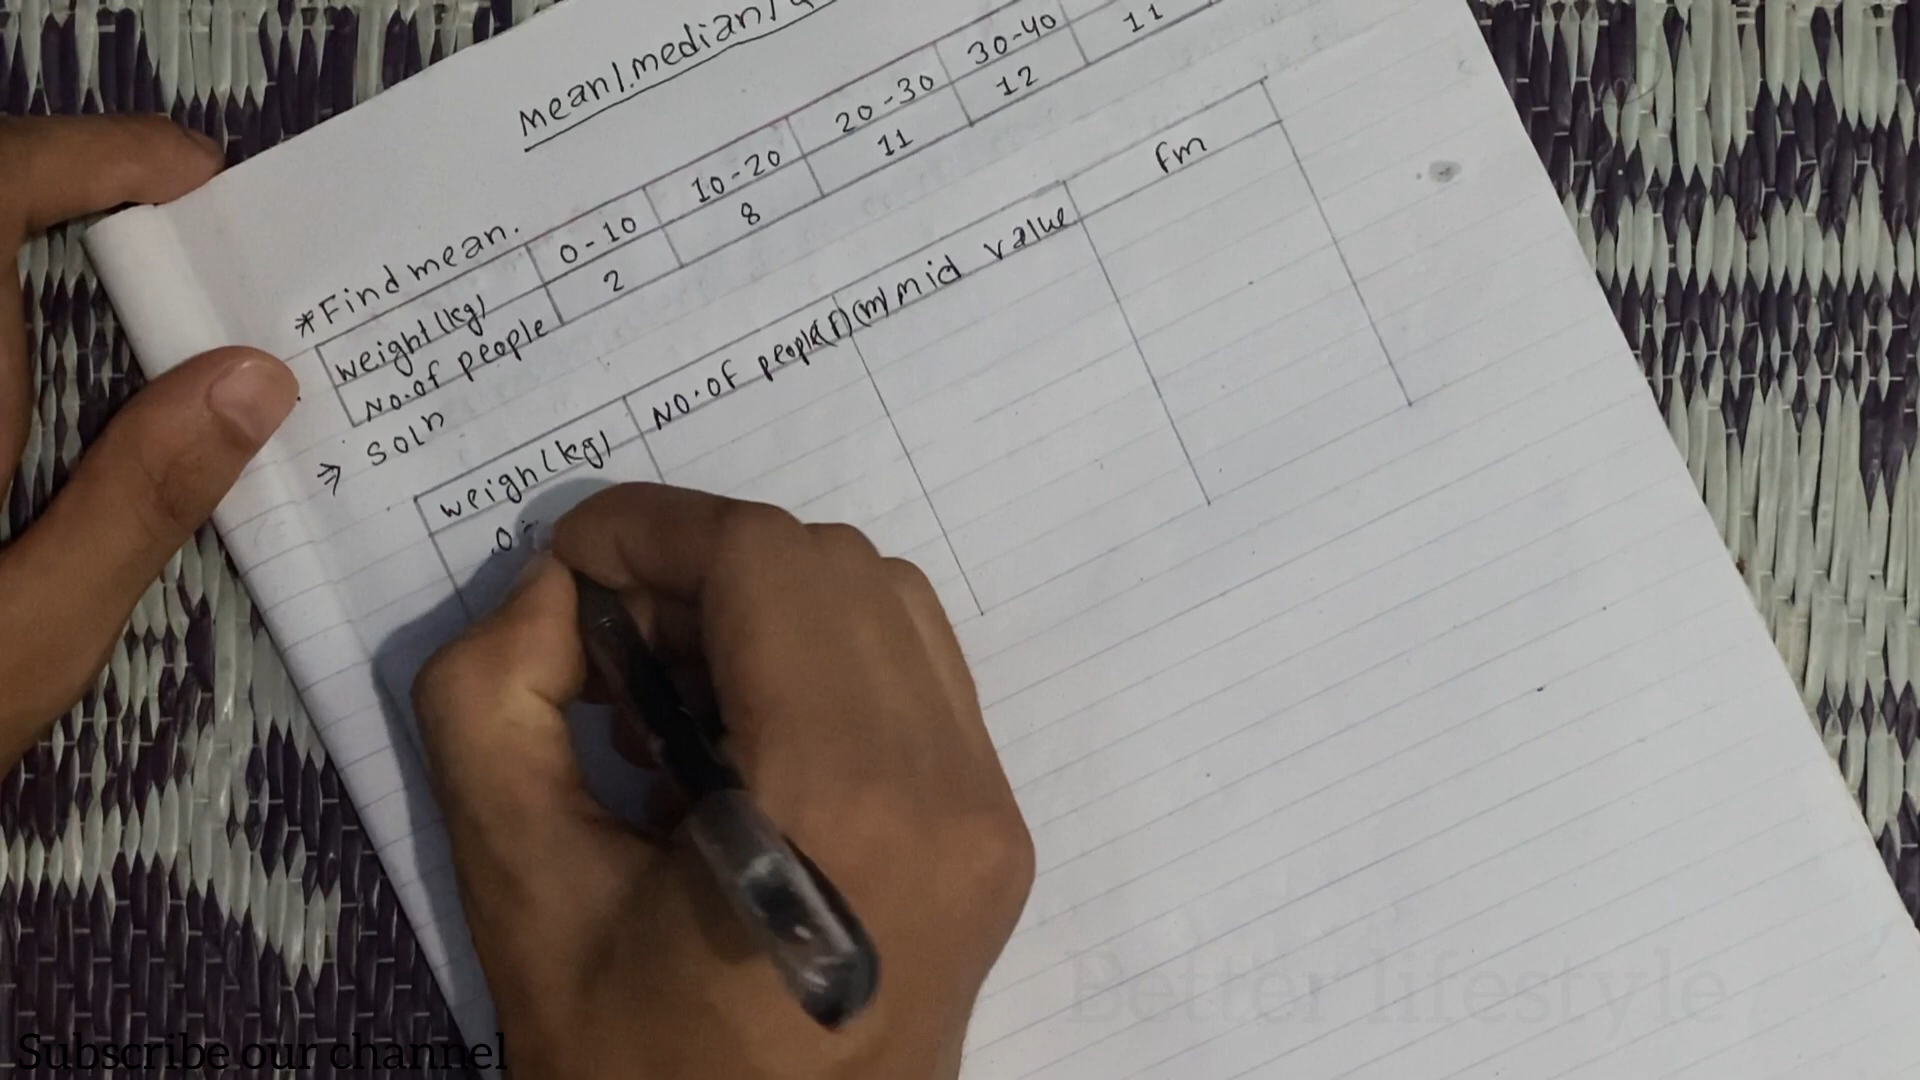 Mean/.median/
*Find mean.
weight(kg) 0-10 10-20 20-30 30-40
No.of people 2 8 11 12 11
⇒ soln
weigh(kg) NO.of people(f) (m) mid value fm
0-
Better lifestyle
Subscribe our channel